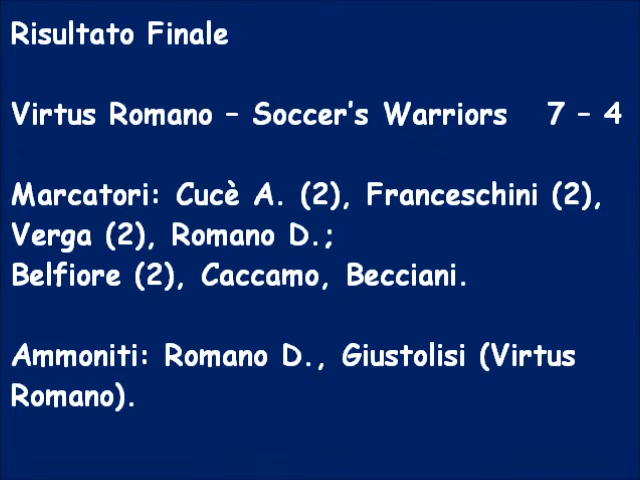 Risultato Finale
Virtus Romano – Soccer's Warriors 7 – 4
Marcatori: Cucè A. (2), Franceschini (2),
Verga (2), Romano D.;
Belfiore (2), Caccamo, Becciani.
Ammoniti: Romano D., Giustolisi (Virtus
Romano).